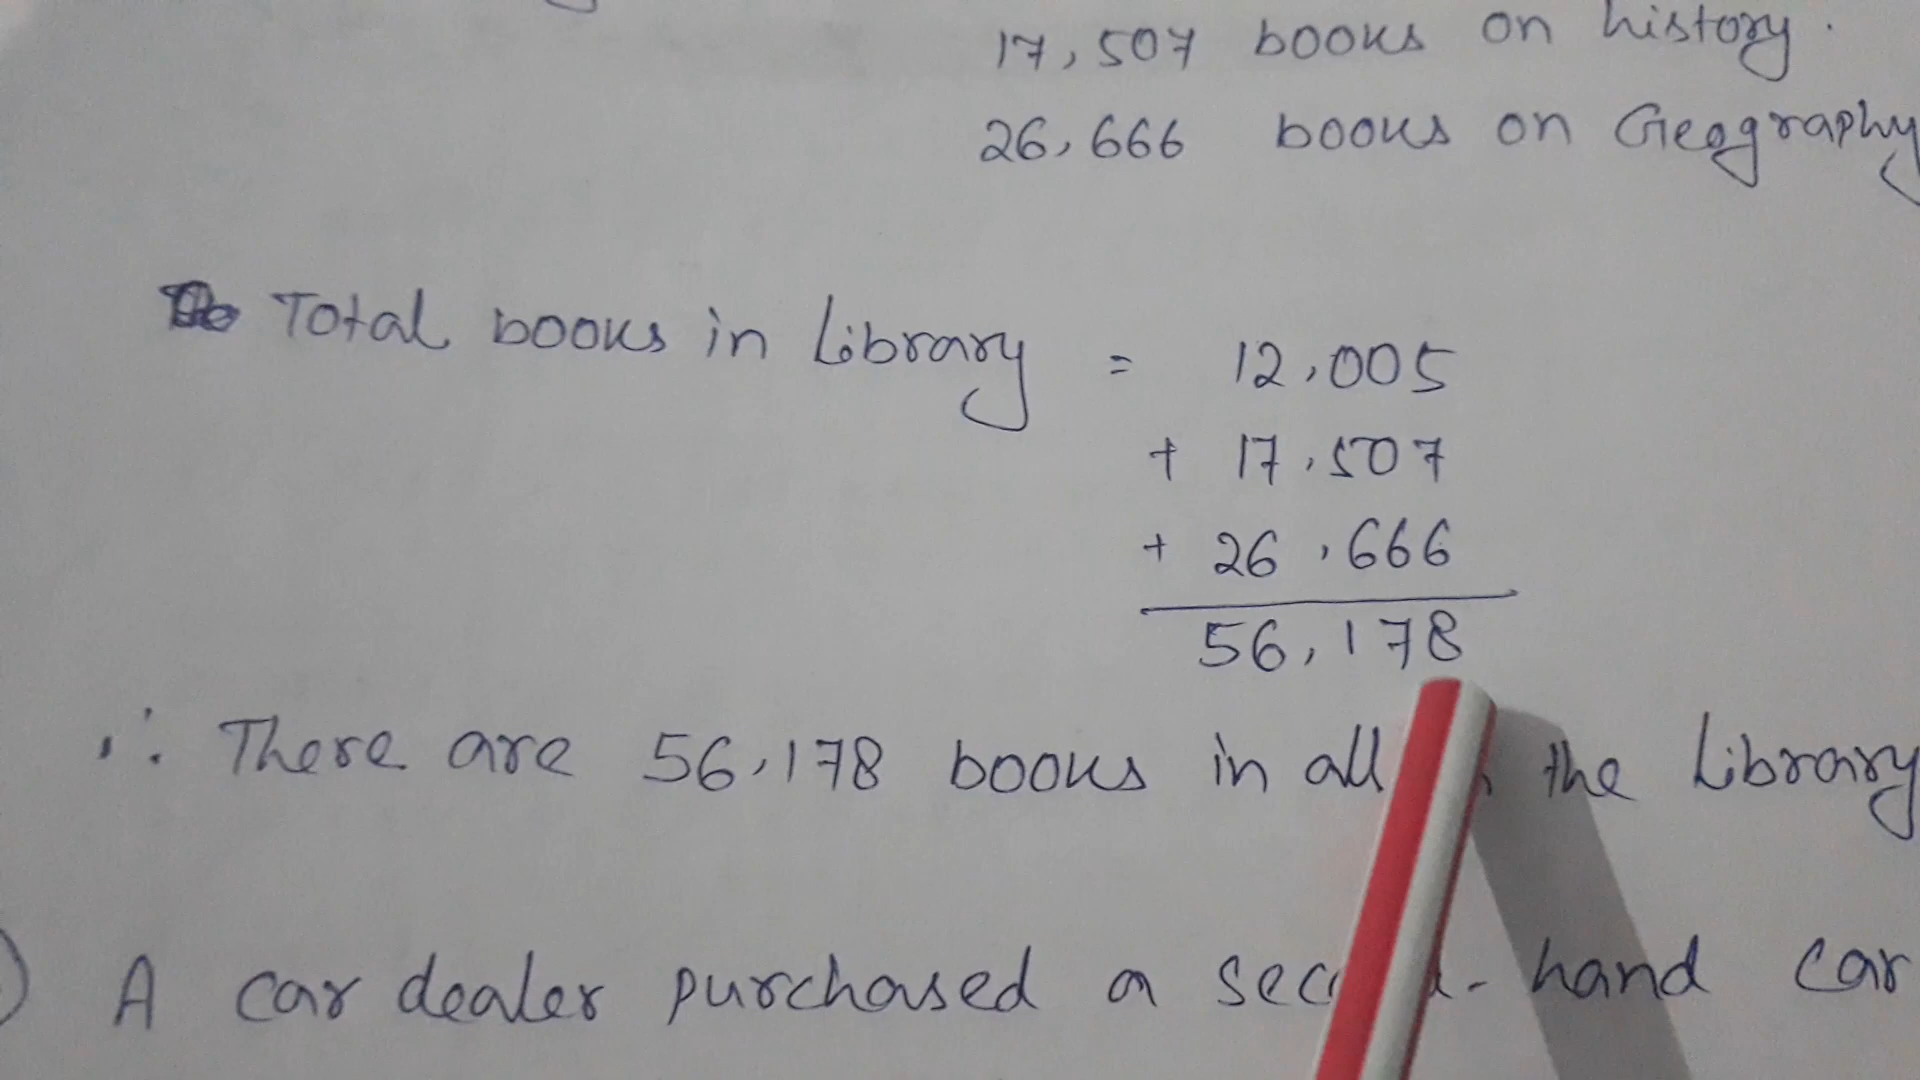 17,507 books on history.
26,666 books on Geography
Total books in Library = 12,005
+ 17,507
+ 26,666
56,178
∴ There are 56,178 books in all the Library
A car dealer purchased a hand car